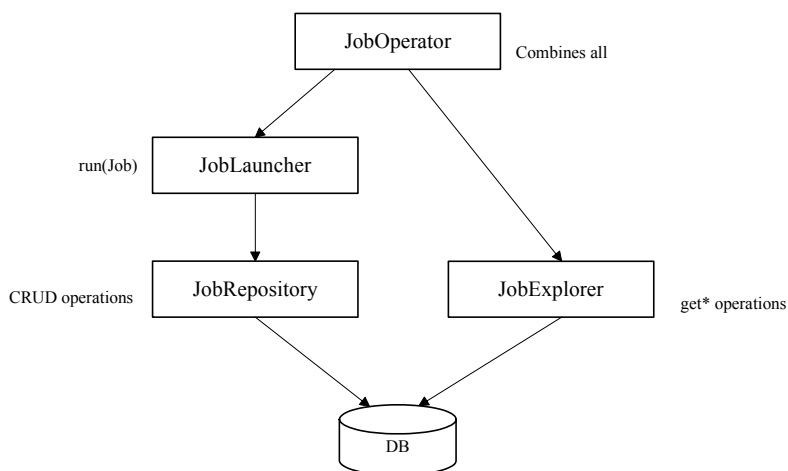 JobOperator
Combines all
run(Job)
JobLauncher
CRUD operations
JobRepository
JobExplorer
get* operations
DB